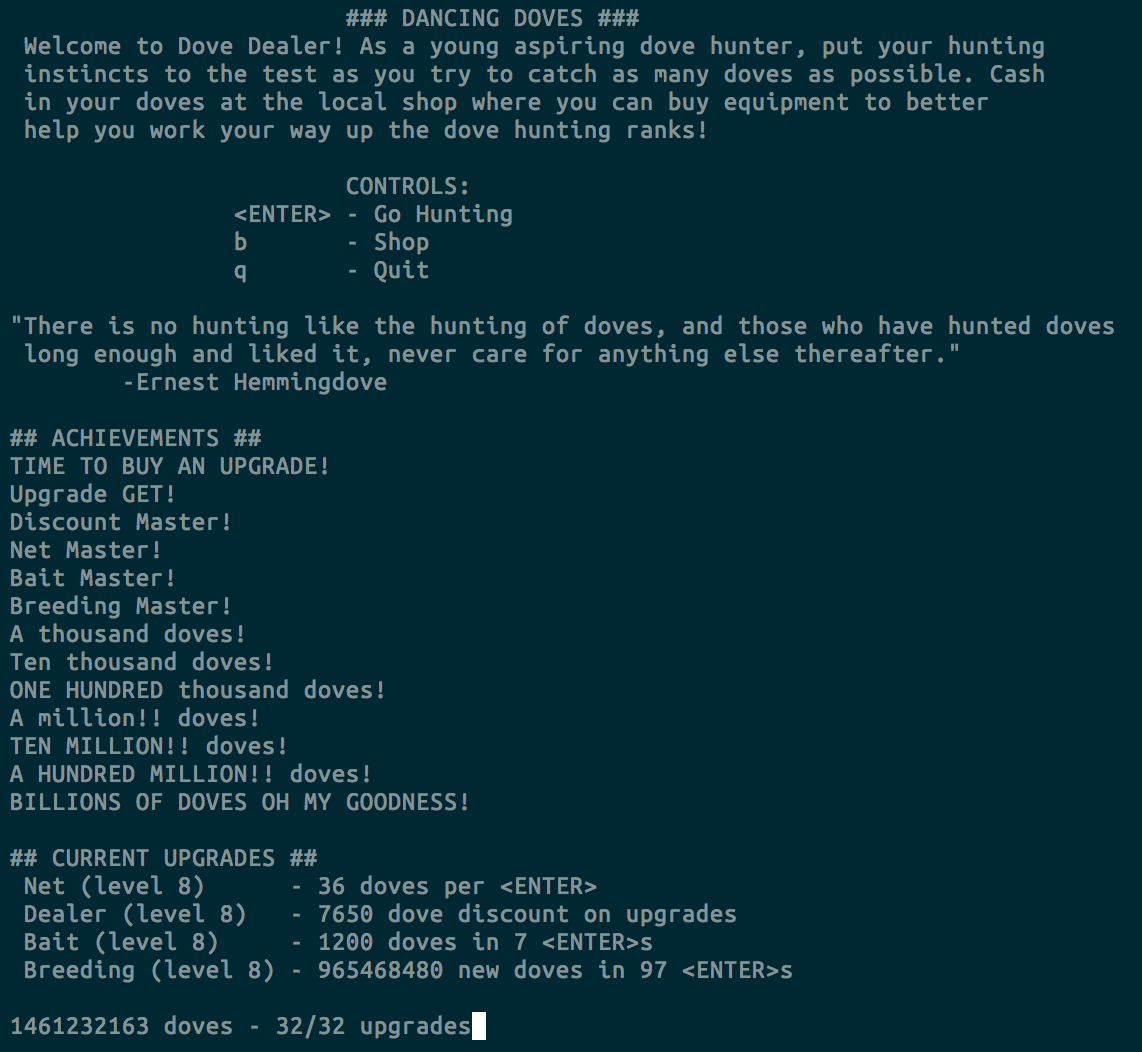 ### DANCING DOVES ###
Welcome to Dove Dealer! As a young aspiring dove hunter, put your hunting
instincts to the test as you try to catch as many doves as possible. Cash
in your doves at the local shop where you can buy equipment to better
help you work your way up the dove hunting ranks!
CONTROLS:
<ENTER> - Go Hunting
b - Shop
q - Quit
"There is no hunting like the hunting of doves, and those who have hunted doves
long enough and liked it, never care for anything else thereafter."
-Ernest Hemmingdove
## ACHIEVEMENTS ##
TIME TO BUY AN UPGRADE!
Upgrade GET!
Discount Master!
Net Master!
Bait Master!
Breeding Master!
A thousand doves!
Ten thousand doves!
ONE HUNDRED thousand doves!
A million!! doves!
TEN MILLION!! doves!
A HUNDRED MILLION!! doves!
BILLIONS OF DOVES OH MY GOODNESS!
## CURRENT UPGRADES ##
Net (level 8) - 36 doves per <ENTER>
Dealer (level 8) - 7650 dove discount on upgrades
Bait (level 8) - 1200 doves in 7 <ENTER>s
Breeding (level 8) - 965468480 new doves in 97 <ENTER>s
1461232163 doves - 32/32 upgrades